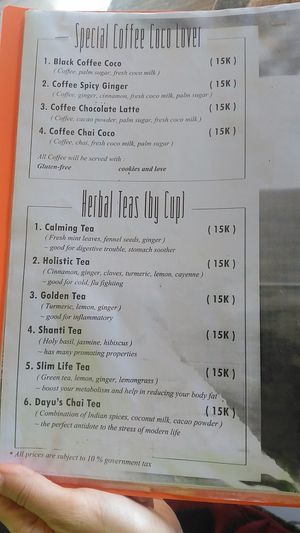 Special Coffee Coco Lover
1. Black Coffee Coco (15K)
(Coffee, palm sugar, fresh coco milk)
2. Coffee Spicy Ginger (15K)
(Coffee, ginger, cinnamon, fresh coco milk, palm sugar)
3. Coffee Chocolate Latte (15K)
(Coffee, cacao powder, palm sugar, fresh coco milk)
4. Coffee Chai Coco (15K)
(Coffee, chai, fresh coco milk, palm sugar)
All Coffee will be served with :
Gluten-free cookies and love
Herbal Teas (by Cup)
1. Calming Tea (15K)
(Fresh mint leaves, fennel seeds, ginger)
~ good for digestive trouble, stomach soother
2. Holistic Tea (15K)
(Cinnamon, ginger, cloves, turmeric, lemon, cayenne)
~ good for cold, flu fighting
3. Golden Tea (15K)
(Turmeric, lemon, ginger)
~ good for inflammatory
4. Shanti Tea (15K)
(Holy basil, jasmine, hibiscus)
~ has many promoting properties
5. Slim Life Tea (15K)
(Green tea, lemon, ginger, lemongrass)
~ boost your metabolism and help in reducing your body fat
6. Dayu's Chai Tea (15K)
(Combination of Indian spices, coconut milk, cacao powder)
~ the perfect antidote to the stress of modern life
* All prices are subject to 10 % government tax